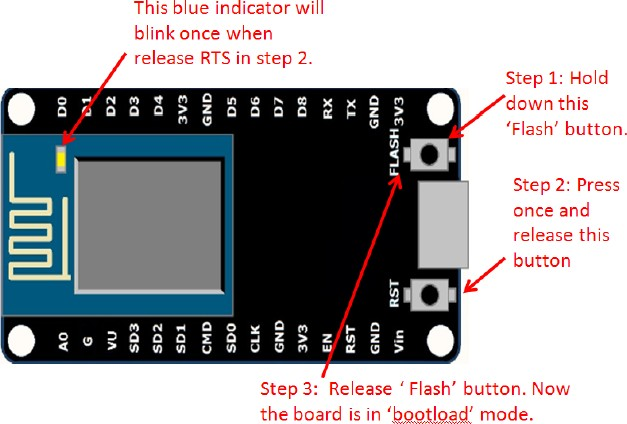 This blue indicator will
blink once when
release RTS in step 2.
Step 1: Hold
down this
'Flash' button.
D0 D1 D2 D3 D4 3V3 GND D5 D6 D7 D8 RX TX GND 3V3
FLASH
Step 2: Press
once and
release this
button
RST
A0 G VU SD3 SD2 SD1 CMD SD0 CLK GND 3V3 EN RST GND Vin
Step 3:  Release ‘ Flash’ button. Now
the board is in ‘bootload’ mode.